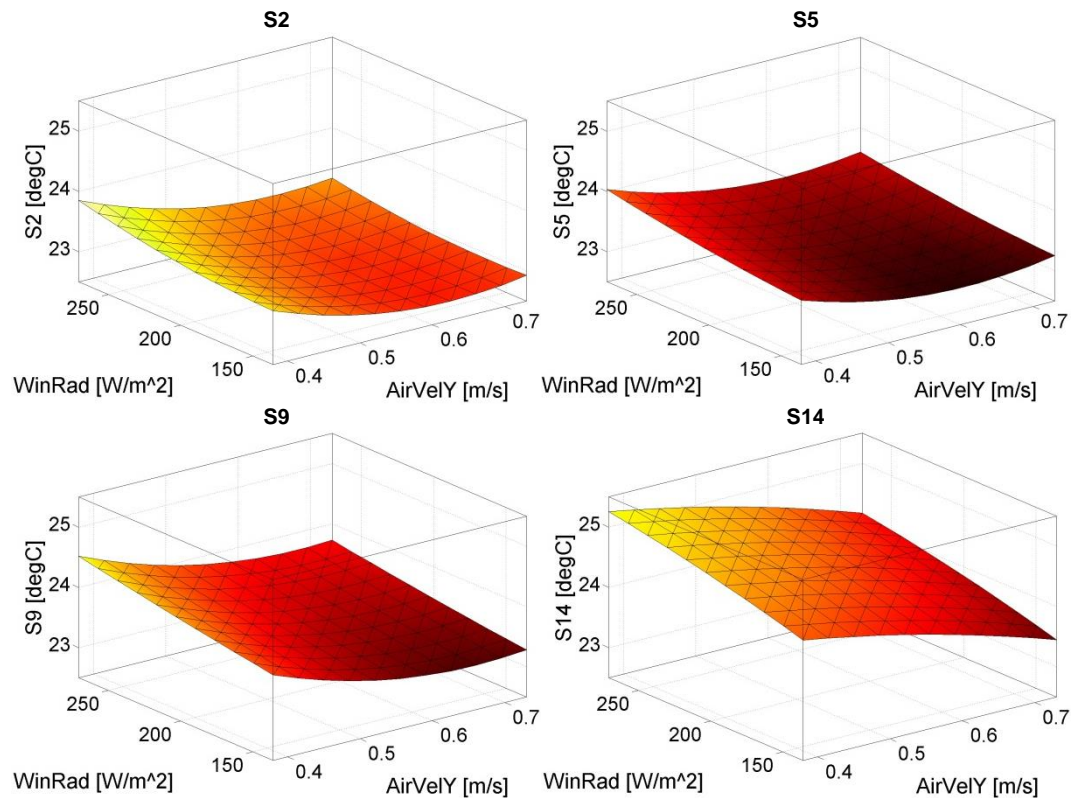 S2
25
24
23
S2 [degC]
250
200
150
WinRad [W/m^2]
0.4
0.5
0.6
0.7
AirVelY [m/s]
S5
25
24
23
S5 [degC]
250
200
150
WinRad [W/m^2]
0.4
0.5
0.6
0.7
AirVelY [m/s]
S9
25
24
23
S9 [degC]
250
200
150
WinRad [W/m^2]
0.4
0.5
0.6
0.7
AirVelY [m/s]
S14
25
24
23
S14 [degC]
250
200
150
WinRad [W/m^2]
0.4
0.5
0.6
0.7
AirVelY [m/s]